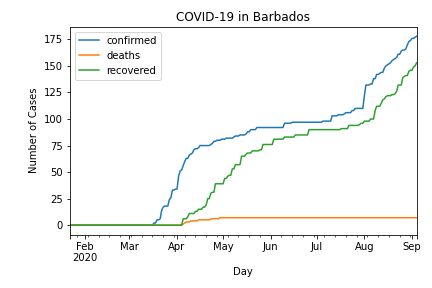 COVID-19 in Barbados
confirmed
deaths
recovered
Number of Cases
175
150
125
100
75
50
25
0
Feb Mar Apr May Jun Jul Aug Sep
2020
Day